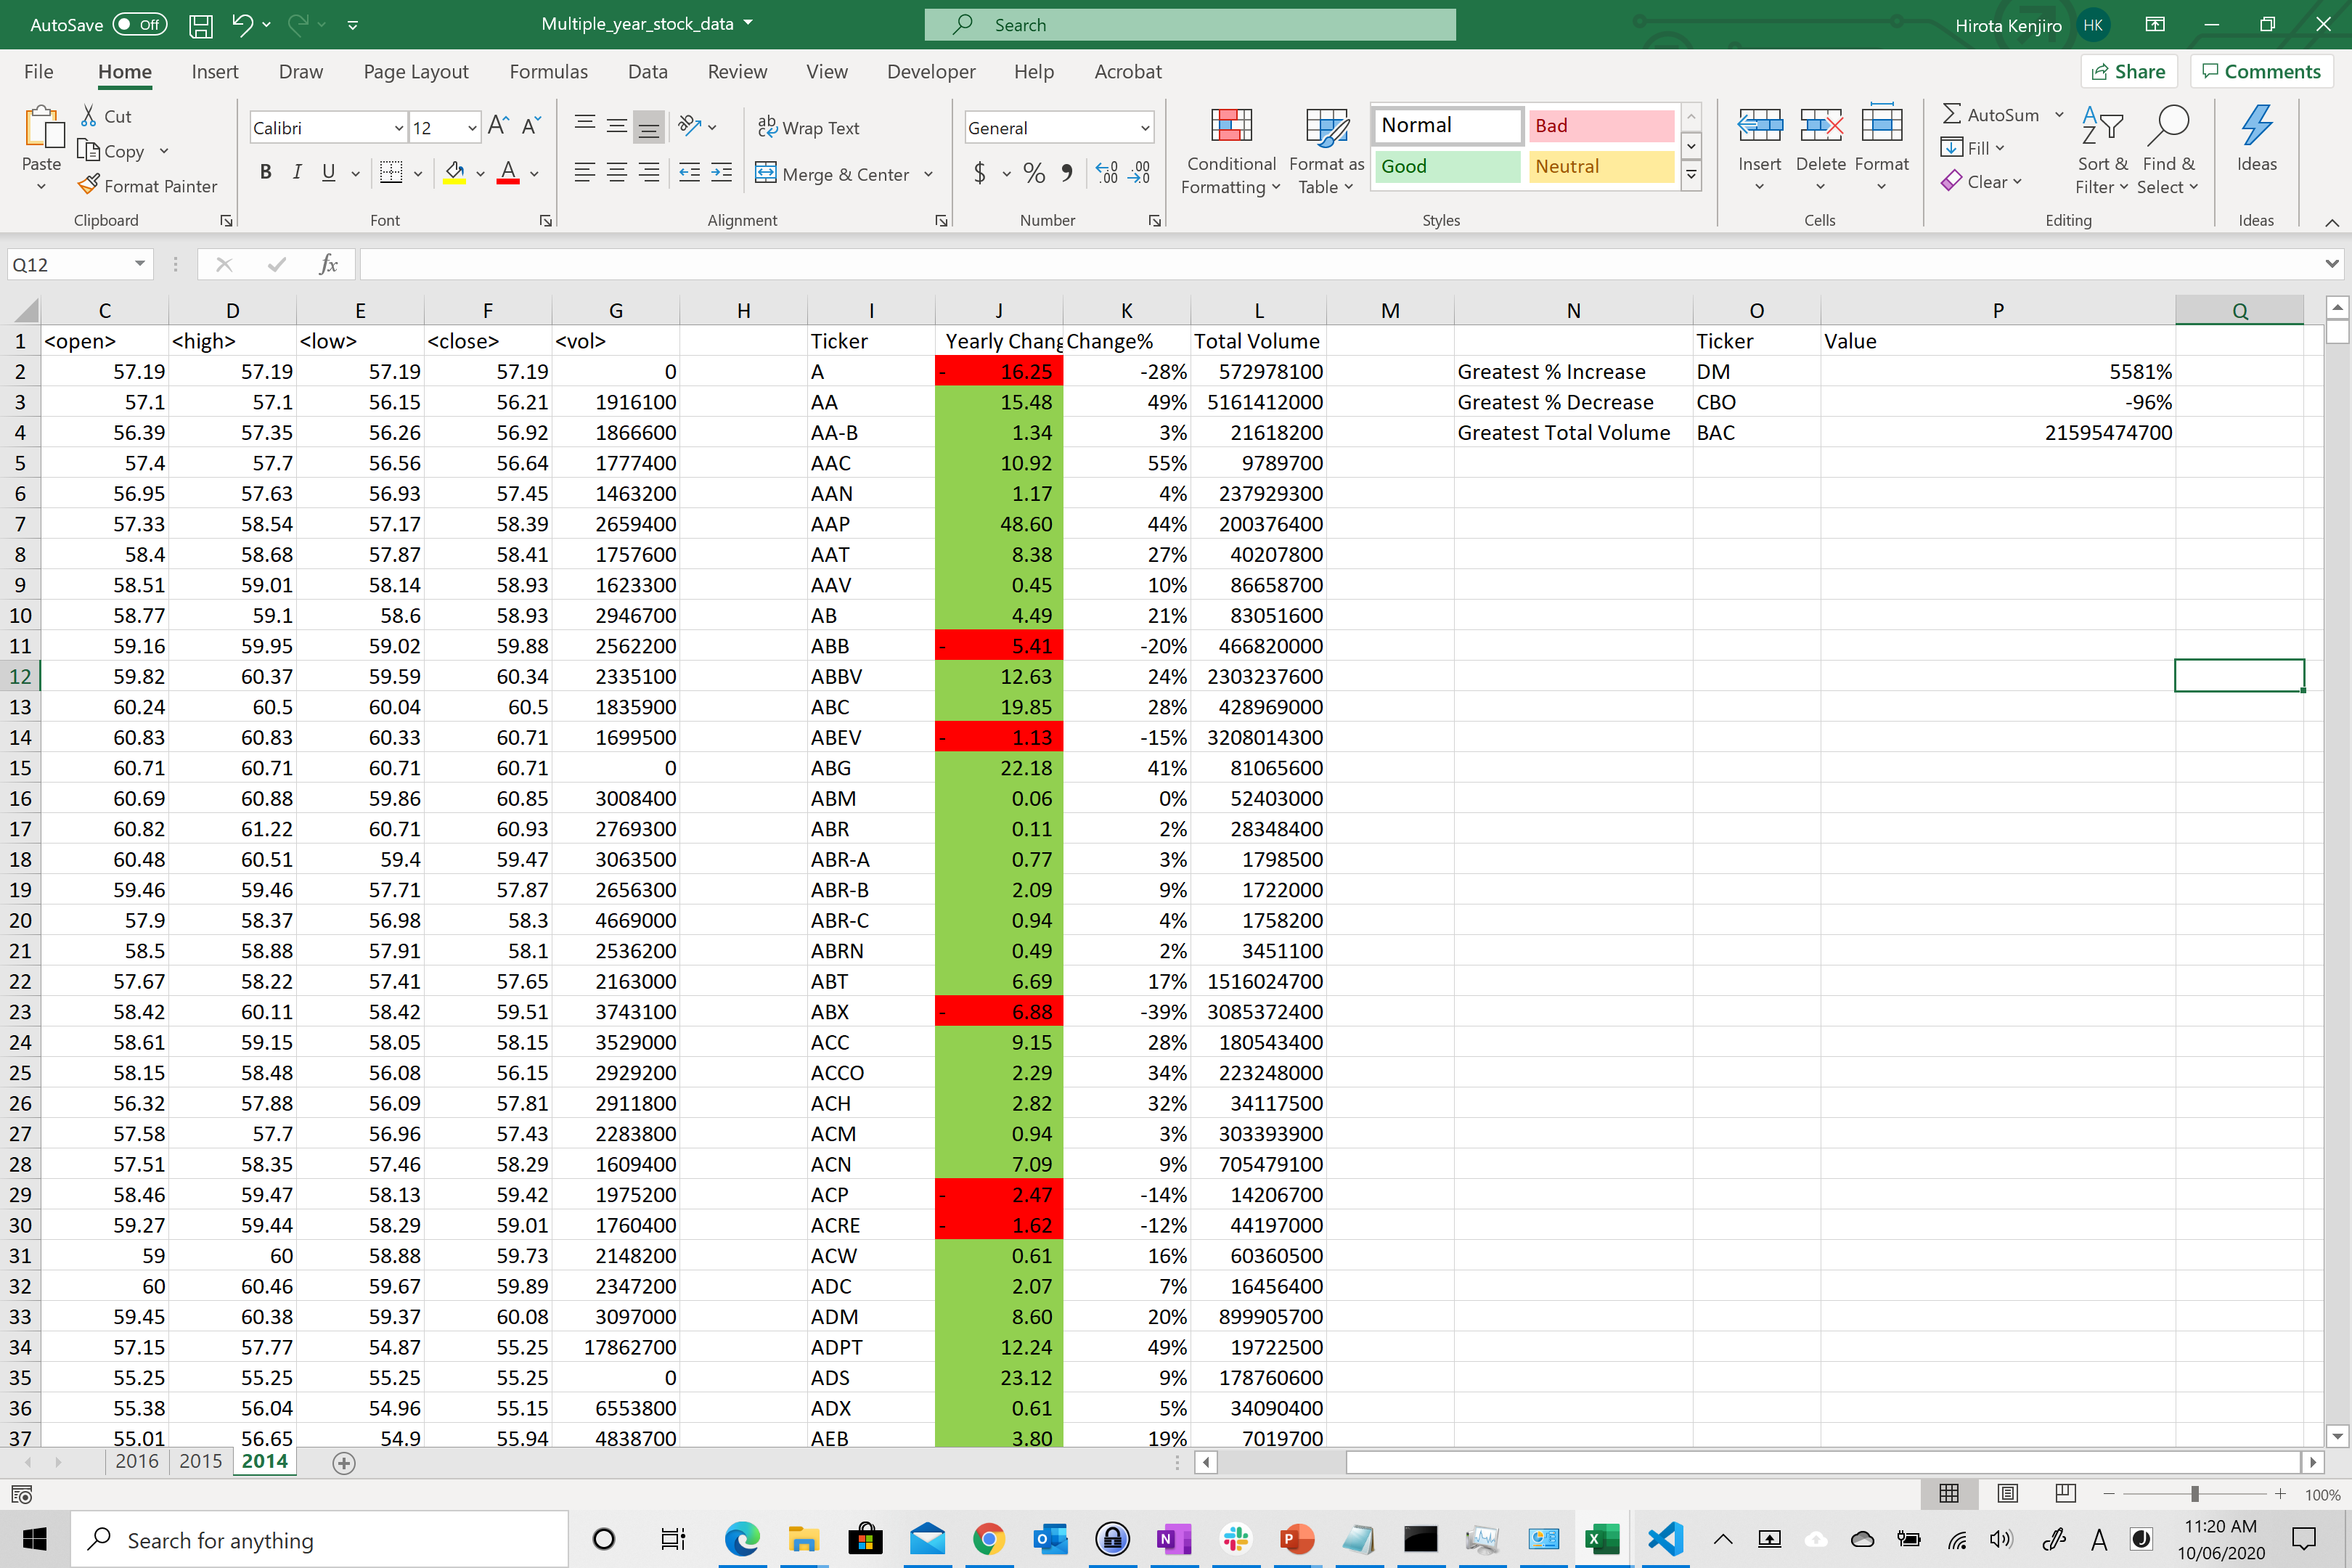 AutoSave Off Multiple_year_stock_data Search Hirota Kenjiro HK
File Home Insert Draw Page Layout Formulas Data Review View Developer Help Acrobat Share Comments
Paste Cut Copy Format Painter Clipboard
Calibri 12 A A B I U A Font
ab Wrap Text Merge & Center Alignment
General $ % , .00 Number
Conditional Formatting Format as Table Normal Bad Good Neutral Styles
Insert Delete Format Cells
AutoSum Fill Clear Sort & Filter Find & Select Editing
Ideas Ideas
Q12 fx
C D E F G H I J K L M N O P Q
1 <open> <high> <low> <close> <vol> Ticker Yearly Chang Change% Total Volume Ticker Value
2 57.19 57.19 57.19 57.19 0 A - 16.25 -28% 572978100 Greatest % Increase DM 5581%
3 57.1 57.1 56.15 56.21 1916100 AA 15.48 49% 5161412000 Greatest % Decrease CBO -96%
4 56.39 57.35 56.26 56.92 1866600 AA-B 1.34 3% 21618200 Greatest Total Volume BAC 21595474700
5 57.4 57.7 56.56 56.64 1777400 AAC 10.92 55% 9789700
6 56.95 57.63 56.93 57.45 1463200 AAN 1.17 4% 237929300
7 57.33 58.54 57.17 58.39 2659400 AAP 48.60 44% 200376400
8 58.4 58.68 57.87 58.41 1757600 AAT 8.38 27% 40207800
9 58.51 59.01 58.14 58.93 1623300 AAV 0.45 10% 86658700
10 58.77 59.1 58.6 58.93 2946700 AB 4.49 21% 83051600
11 59.16 59.95 59.02 59.88 2562200 ABB - 5.41 -20% 466820000
12 59.82 60.37 59.59 60.34 2335100 ABBV 12.63 24% 2303237600
13 60.24 60.5 60.04 60.5 1835900 ABC 19.85 28% 428969000
14 60.83 60.83 60.33 60.71 1699500 ABEV - 1.13 -15% 3208014300
15 60.71 60.71 60.71 60.71 0 ABG 22.18 41% 81065600
16 60.69 60.88 59.86 60.85 3008400 ABM 0.06 0% 52403000
17 60.82 61.22 60.71 60.93 2769300 ABR 0.11 2% 28348400
18 60.48 60.51 59.4 59.47 3063500 ABR-A 0.77 3% 1798500
19 59.46 59.46 57.71 57.87 2656300 ABR-B 2.09 9% 1722000
20 57.9 58.37 56.98 58.3 4669000 ABR-C 0.94 4% 1758200
21 58.5 58.88 57.91 58.1 2536200 ABRN 0.49 2% 3451100
22 57.67 58.22 57.41 57.65 2163000 ABT 6.69 17% 1516024700
23 58.42 60.11 58.42 59.51 3743100 ABX - 6.88 -39% 3085372400
24 58.61 59.15 58.05 58.15 3529000 ACC 9.15 28% 180543400
25 58.15 58.48 56.08 56.15 2929200 ACCO 2.29 34% 223248000
26 56.32 57.88 56.09 57.81 2911800 ACH 2.82 32% 34117500
27 57.58 57.7 56.96 57.43 2283800 ACM 0.94 3% 303393900
28 57.51 58.35 57.46 58.29 1609400 ACN 7.09 9% 705479100
29 58.46 59.47 58.13 59.42 1975200 ACP - 2.47 -14% 14206700
30 59.27 59.44 58.29 59.01 1760400 ACRE - 1.62 -12% 44197000
31 59 60 58.88 59.73 2148200 ACW 0.61 16% 60360500
32 60 60.46 59.67 59.89 2347200 ADC 2.07 7% 16456400
33 59.45 60.38 59.37 60.08 3097000 ADM 8.60 20% 899905700
34 57.15 57.77 54.87 55.25 17862700 ADPT 12.24 49% 19722500
35 55.25 55.25 55.25 55.25 0 ADS 23.12 9% 178760600
36 55.38 56.04 54.96 55.15 6553800 ADX 0.61 5% 34090400
37 55.01 56.65 54.9 55.94 4838700 AEB 3.80 19% 7019700
2016 2015 2014
100%
Search for anything 11:20 AM
10/06/2020